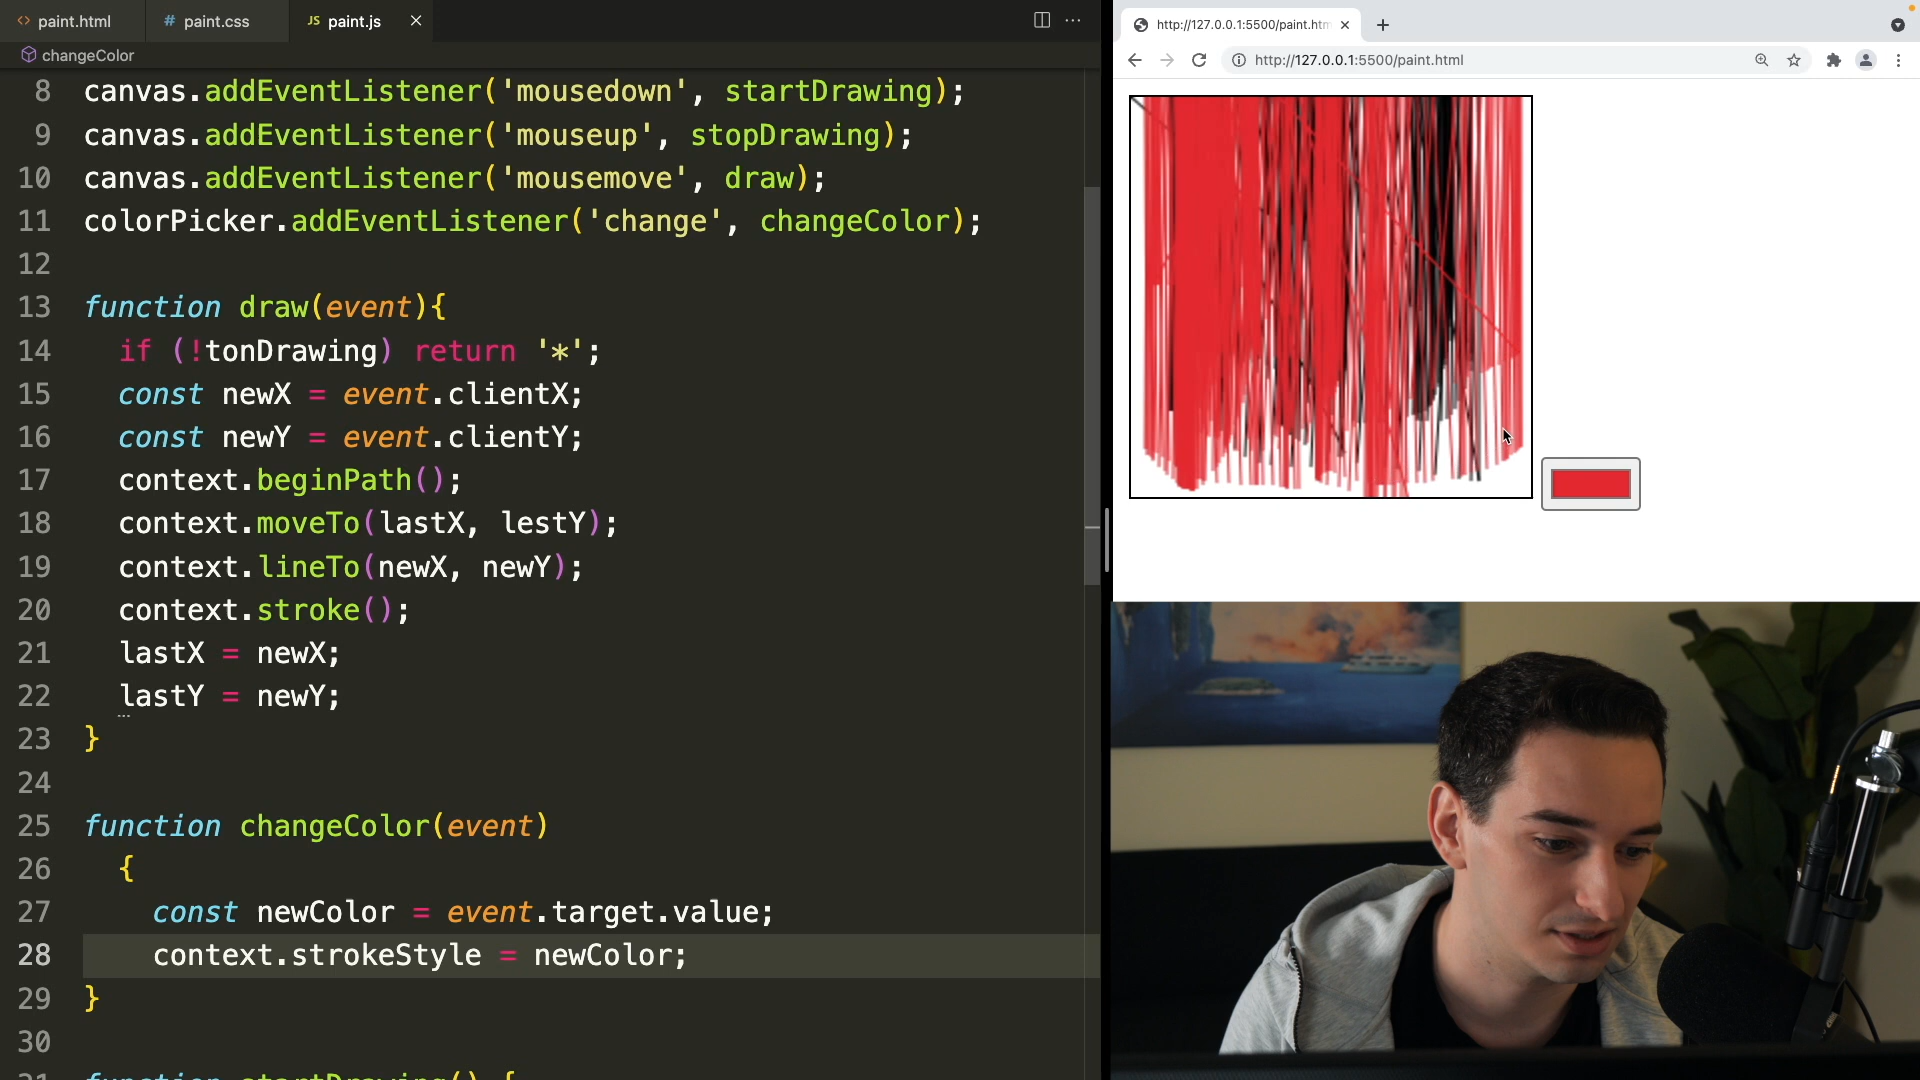 paint.html
paint.css
JS paint.js
changeColor
8 canvas.addEventListener('mousedown', startDrawing);
9 canvas.addEventListener('mouseup', stopDrawing);
10 canvas.addEventListener('mousemove', draw);
11 colorPicker.addEventListener('change', changeColor);
12
13 function draw(event){
14 if (!tonDrawing) return '*';
15 const newX = event.clientX;
16 const newY = event.clientY;
17 context.beginPath();
18 context.moveTo(lastX, lestY);
19 context.lineTo(newX, newY);
20 context.stroke();
21 lastX = newX;
22 lastY = newY;
23 }
24
25 function changeColor(event)
26 {
27 const newColor = event.target.value;
28 context.strokeStyle = newColor;
29 }
30
31 function startDrawing() {
http://127.0.0.1:5500/paint.htm
http://127.0.0.1:5500/paint.html